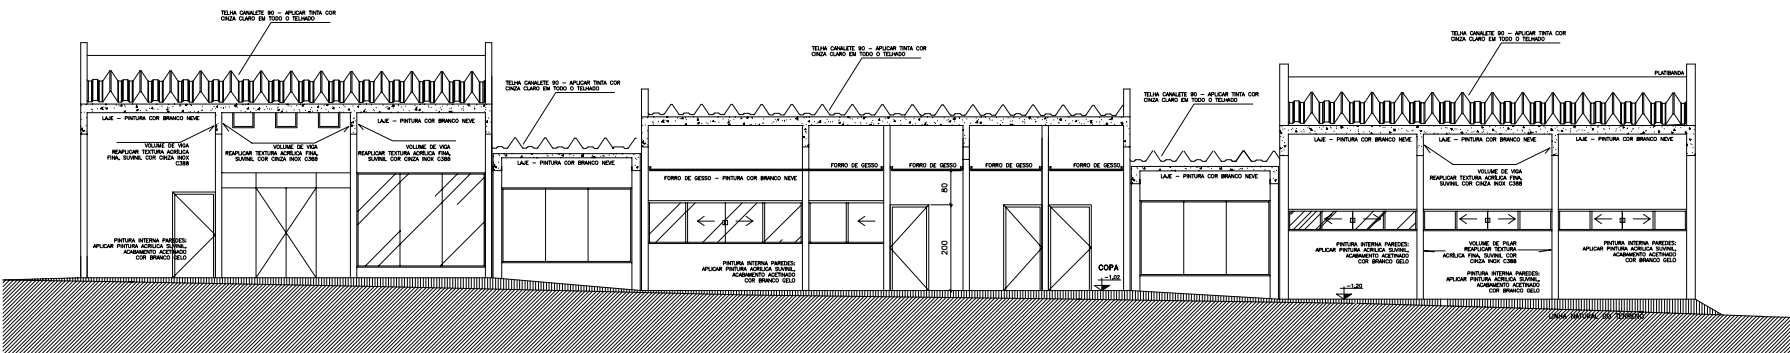 TELHA CANALETE 90 – APLICAR TINTA COR
CINZA CLARO EM TODO O TELHADO
TELHA CANALETE 90 – APLICAR TINTA COR
CINZA CLARO EM TODO O TELHADO
TELHA CANALETE 90 – APLICAR TINTA COR
CINZA CLARO EM TODO O TELHADO
TELHA CANALETE 90 – APLICAR TINTA COR
CINZA CLARO EM TODO O TELHADO
TELHA CANALETE 90 – APLICAR TINTA COR
CINZA CLARO EM TODO O TELHADO
PLATIBANDA
LAJE – PINTURA COR BRANCO NEVE
LAJE – PINTURA COR BRANCO NEVE
VOLUME DE VIGA
REAPLICAR TEXTURA ACRÍLICA
FINA, SUVINIL COR CINZA INOX
C388
VOLUME DE VIGA
REAPLICAR TEXTURA ACRÍLICA FINA,
SUVINIL COR CINZA INOX C388
VOLUME DE VIGA
REAPLICAR TEXTURA ACRÍLICA FINA,
SUVINIL COR CINZA INOX C388
PINTURA INTERNA PAREDES:
APLICAR PINTURA ACRILICA SUVINIL,
ACABAMENTO ACETINADO
COR BRANCO GELO
LAJE – PINTURA COR BRANCO NEVE
FORRO DE GESSO
FORRO DE GESSO
FORRO DE GESSO
FORRO DE GESSO
FORRO DE GESSO – PINTURA COR BRANCO NEVE
80
200
PINTURA INTERNA PAREDES:
APLICAR PINTURA ACRILICA SUVINIL,
ACABAMENTO ACETINADO
COR BRANCO GELO
COPA
-1,02
LAJE – PINTURA COR BRANCO NEVE
LAJE – PINTURA COR BRANCO NEVE
LAJE – PINTURA COR BRANCO NEVE
LAJE – PINTURA COR BRANCO NEVE
VOLUME DE VIGA
REAPLICAR TEXTURA ACRÍLICA FINA,
SUVINIL COR CINZA INOX C388
PINTURA INTERNA PAREDES:
APLICAR PINTURA ACRILICA SUVINIL,
ACABAMENTO ACETINADO
COR BRANCO GELO
VOLUME DE PILAR
REAPLICAR TEXTURA
ACRÍLICA FINA, SUVINIL COR
CINZA INOX C388
PINTURA INTERNA PAREDES:
APLICAR PINTURA ACRILICA SUVINIL,
ACABAMENTO ACETINADO
COR BRANCO GELO
PINTURA INTERNA PAREDES:
APLICAR PINTURA ACRILICA SUVINIL,
ACABAMENTO ACETINADO
COR BRANCO GELO
-1,20
LINHA NATURAL DO TERRENO